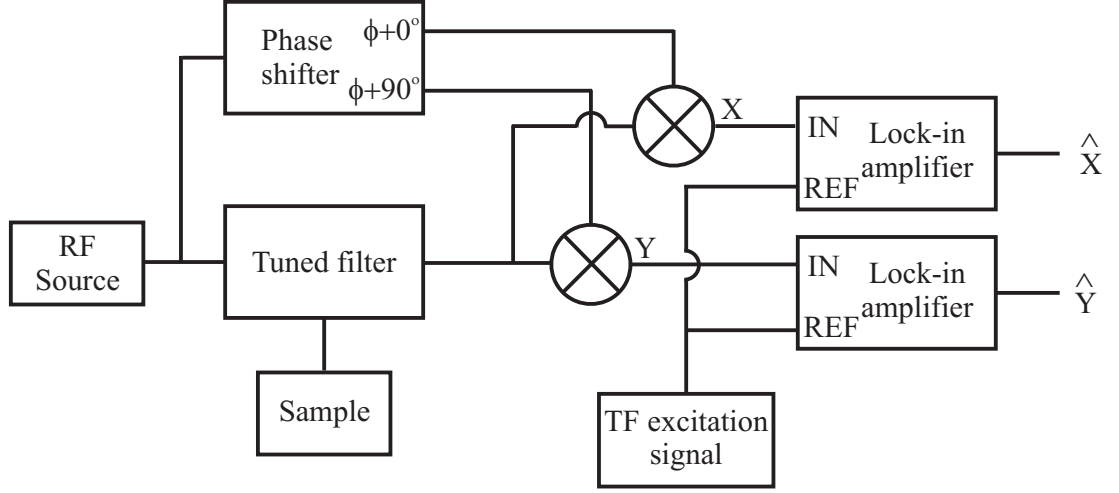 Phase
shifter
ϕ+0°
ϕ+90°
X
IN
Lock-in
amplifier
REF
^
X
RF
Source
Tuned filter
Y
IN
Lock-in
amplifier
REF
^
Y
Sample
TF excitation
signal